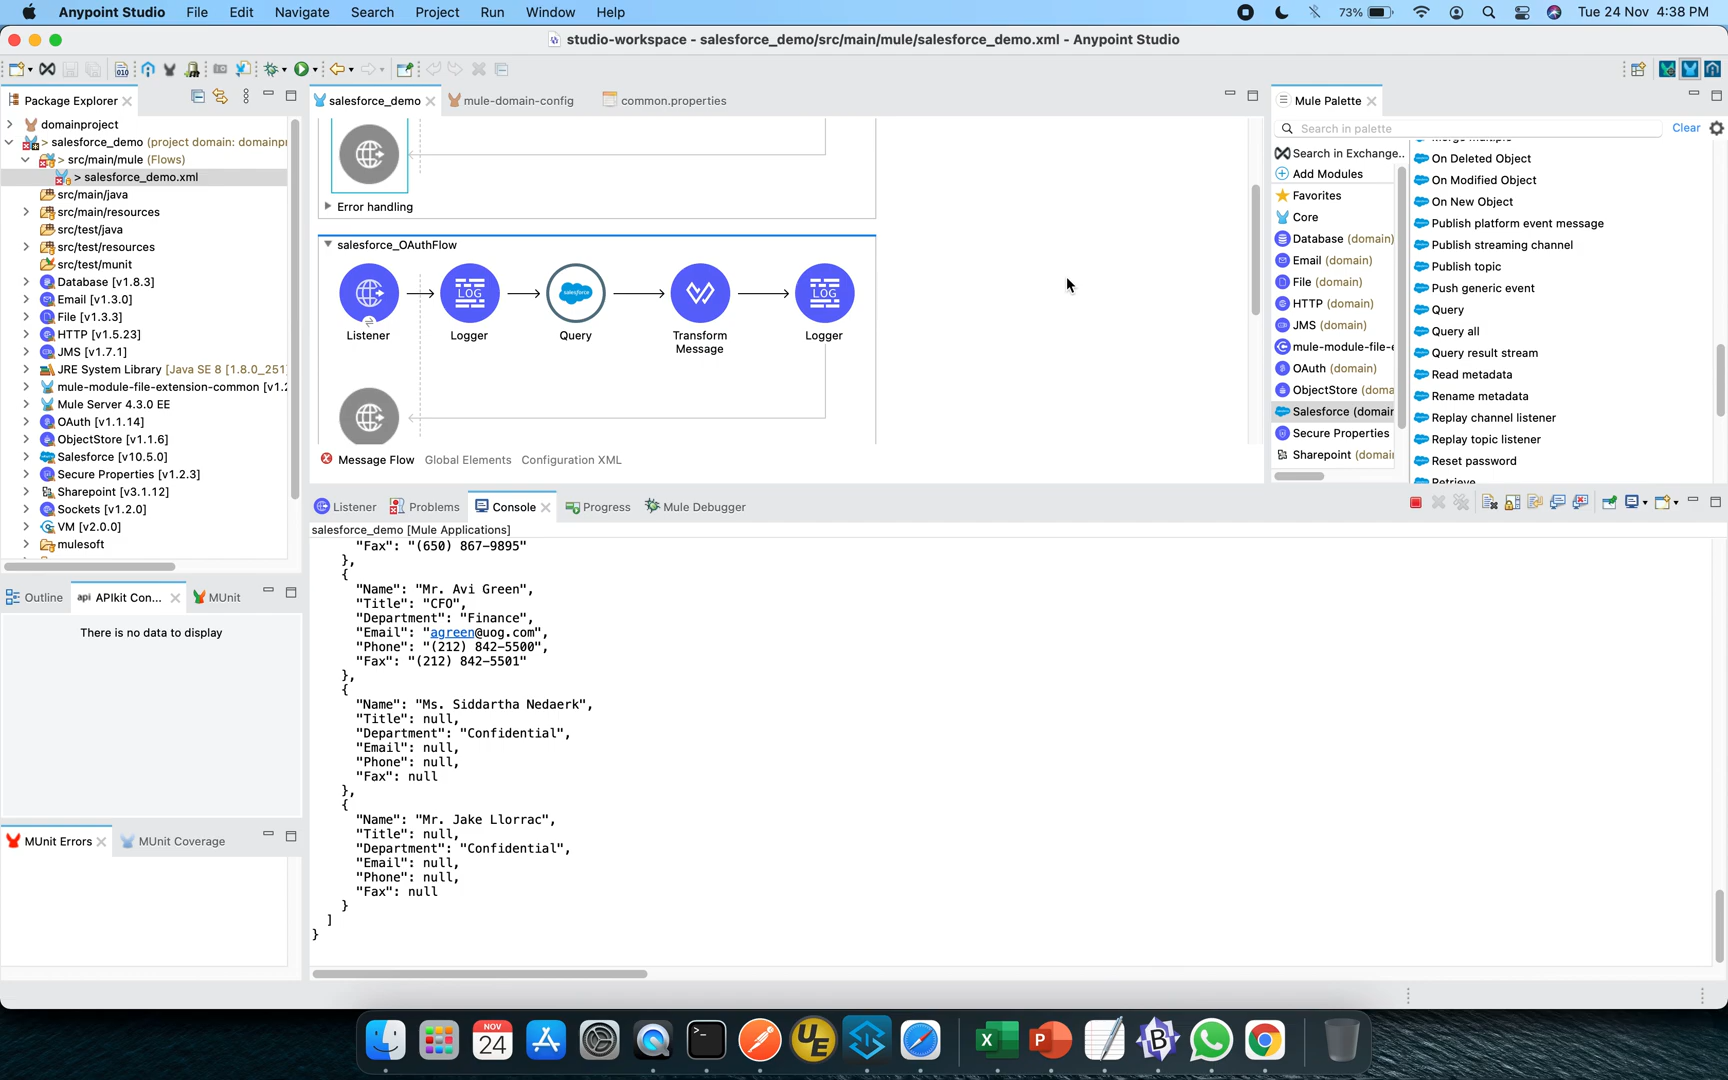 Anypoint Studio File Edit Navigate Search Project Run Window Help 73% Tue 24 Nov 4:38 PM
studio-workspace - salesforce_demo/src/main/mule/salesforce_demo.xml - Anypoint Studio
Package Explorer
domainproject
> salesforce_demo (project domain: domainpr
> src/main/mule (Flows)
> salesforce_demo.xml
src/main/java
src/main/resources
src/test/java
src/test/resources
src/test/munit
Database [v1.8.3]
Email [v1.3.0]
File [v1.3.3]
HTTP [v1.5.23]
JMS [v1.7.1]
JRE System Library [Java SE 8 [1.8.0_251
mule-module-file-extension-common [v1.2
Mule Server 4.3.0 EE
OAuth [v1.1.14]
ObjectStore [v1.1.6]
Salesforce [v10.5.0]
Secure Properties [v1.2.3]
Sharepoint [v3.1.12]
Sockets [v1.2.0]
VM [v2.0.0]
mulesoft
salesforce_demo mule-domain-config common.properties
Error handling
salesforce_OAuthFlow
LOG LOG
salesforce
Listener Logger Query Transform Message Logger
Message Flow Global Elements Configuration XML
Mule Palette
Search in palette Clear
Search in Exchange..
Add Modules
Favorites
Core
Database (domain)
Email (domain)
File (domain)
HTTP (domain)
JMS (domain)
mule-module-file-e
OAuth (domain)
ObjectStore (doma
Salesforce (domain
Secure Properties
Sharepoint (domai
On Deleted Object
On Modified Object
On New Object
Publish platform event message
Publish streaming channel
Publish topic
Push generic event
Query
Query all
Query result stream
Read metadata
Rename metadata
Replay channel listener
Replay topic listener
Reset password
Retrieve
Listener Problems Console Progress Mule Debugger
salesforce_demo [Mule Applications]
"Fax": "(650) 867-9895"
},
{
"Name": "Mr. Avi Green",
"Title": "CFO",
"Department": "Finance",
"Email": "agreen@uog.com",
"Phone": "(212) 842-5500",
"Fax": "(212) 842-5501"
},
{
"Name": "Ms. Siddartha Nedaerk",
"Title": null,
"Department": "Confidential",
"Email": null,
"Phone": null,
"Fax": null
},
{
"Name": "Mr. Jake Llorrac",
"Title": null,
"Department": "Confidential",
"Email": null,
"Phone": null,
"Fax": null
}
]
}
Outline api APIkit Con... MUnit
There is no data to display
MUnit Errors MUnit Coverage
NOV
24
UE
X
P
B